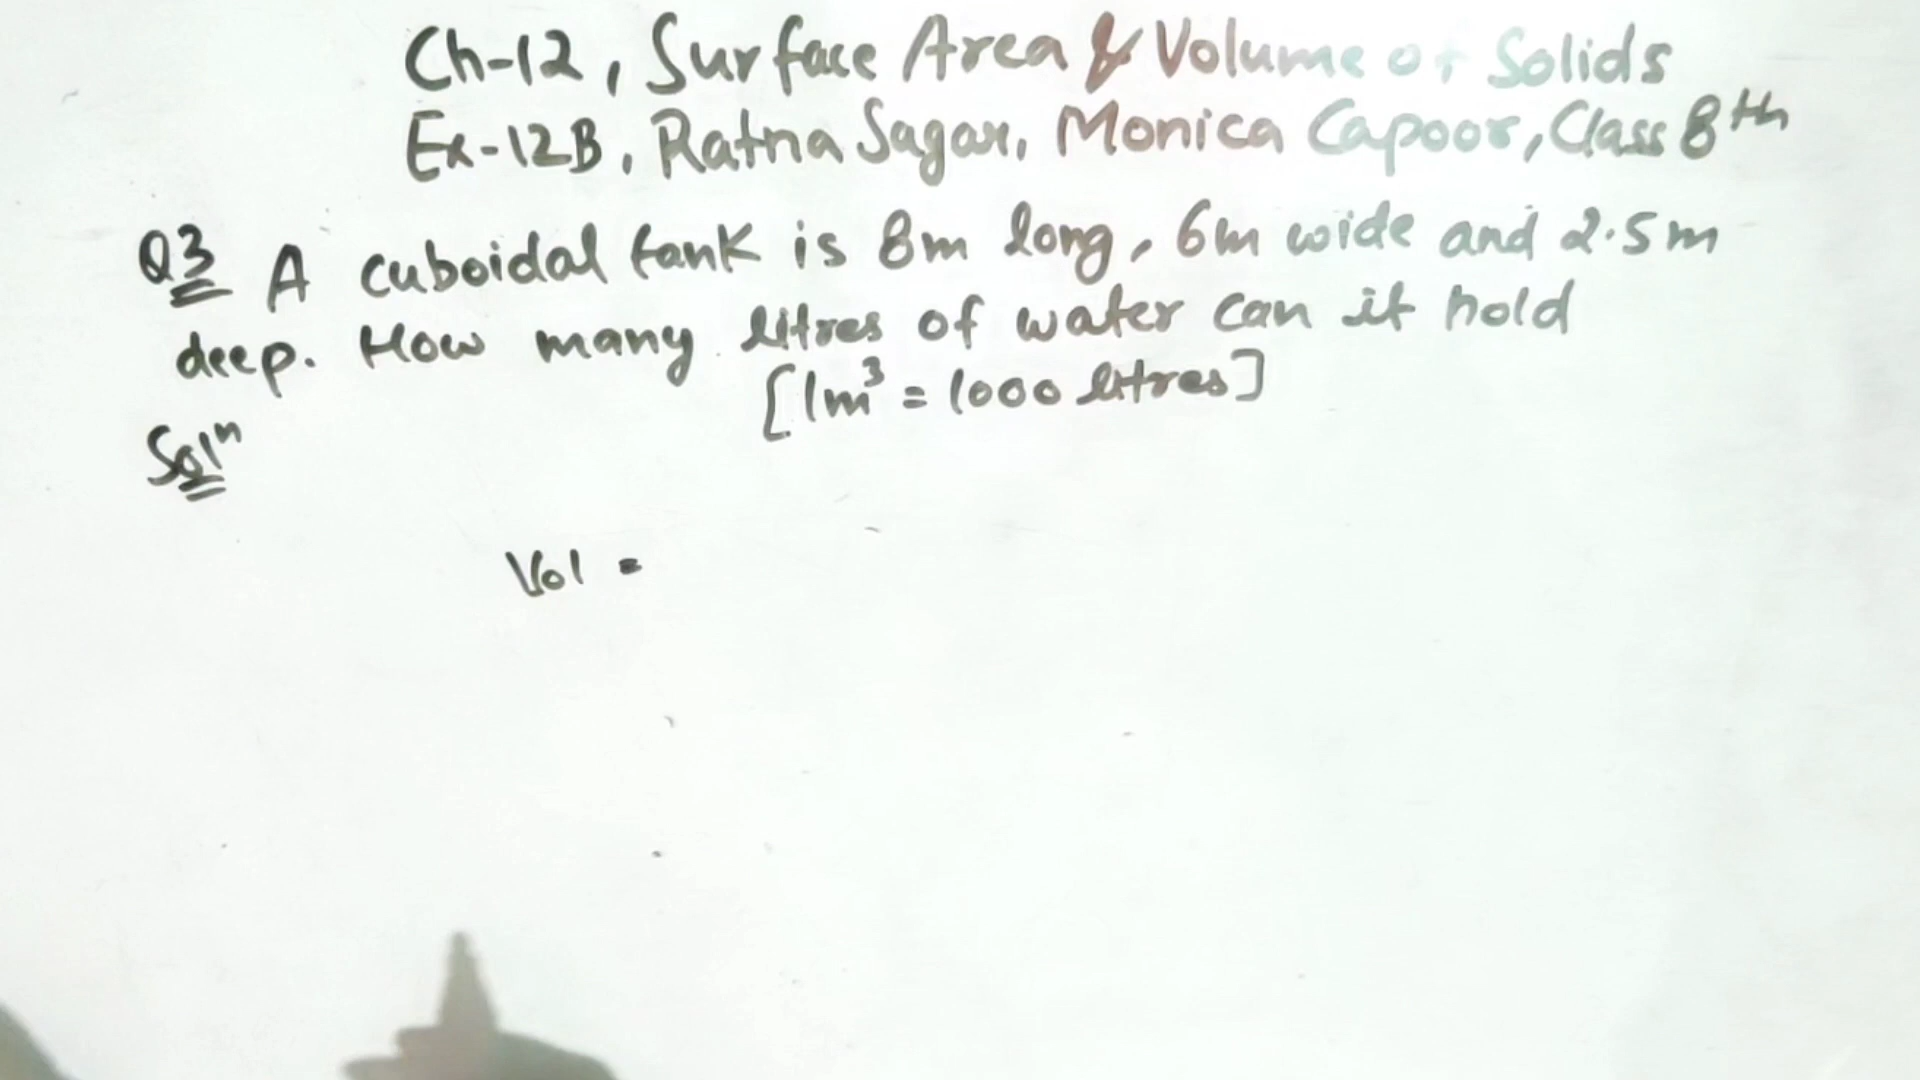 Ch-12, Surface Area & Volume of Solids
Ex-12B, Ratna Sagar, Monica Capoor, Class 8th
Q3 A cuboidal tank is 8m long, 6m wide and 2.5m
deep. How many litres of water can it hold
[1m³ = 1000 litres]
Solⁿ
Vol =